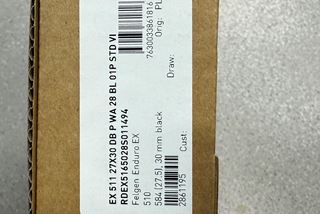 EX 511 27X30 DB P WA 28 BL 01P STD VI
RDEX5165028S011494
Felgen Enduro EX
510
584 (27.5), 30 mm black
2861195
Cust
Draw:
7630033861816
Orig: PL